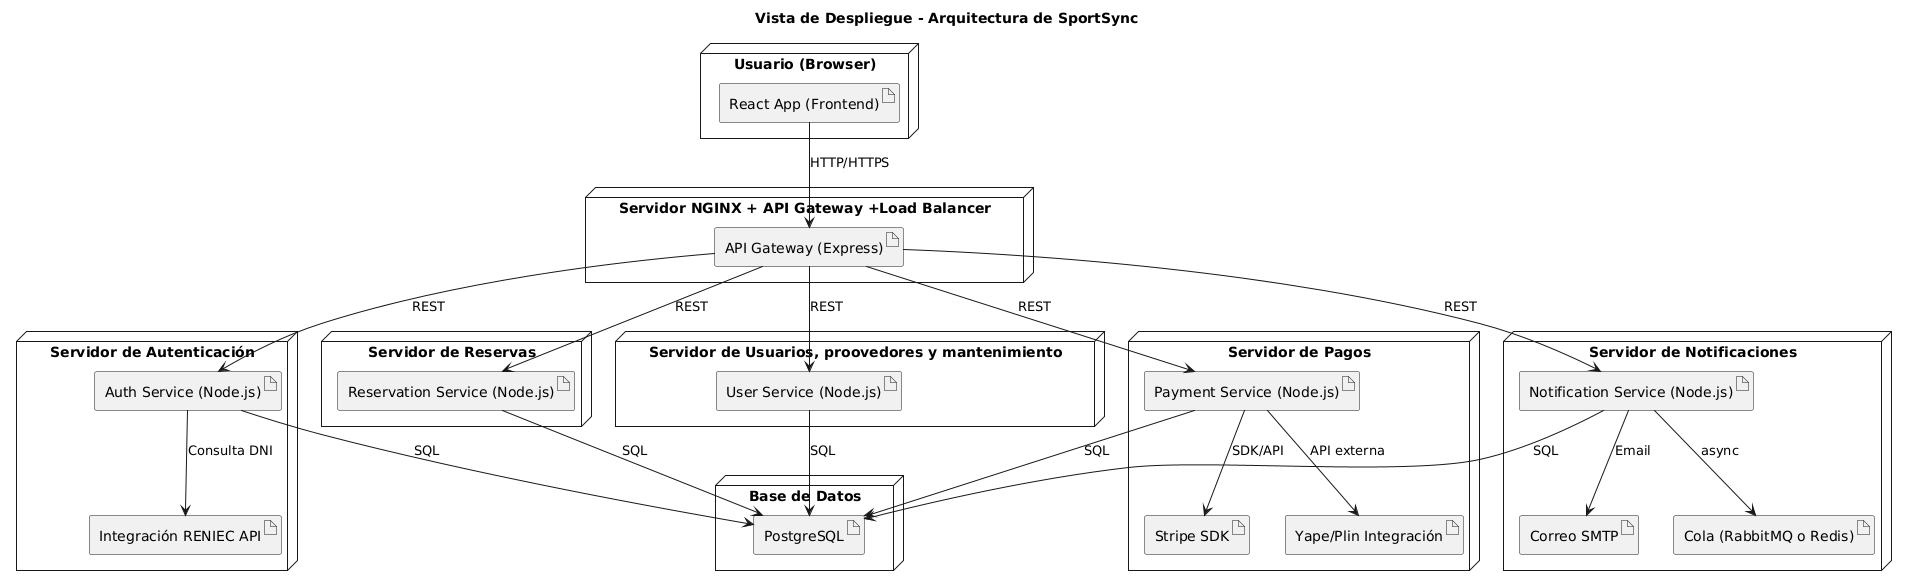 Vista de Despliegue - Arquitectura de SportSync
Usuario (Browser)
React App (Frontend)
HTTP/HTTPS
Servidor NGINX + API Gateway +Load Balancer
API Gateway (Express)
REST
REST
REST
REST
REST
Servidor de Autenticación
Servidor de Reservas
Servidor de Usuarios, proovedores y mantenimiento
Servidor de Pagos
Servidor de Notificaciones
Auth Service (Node.js)
Reservation Service (Node.js)
User Service (Node.js)
Payment Service (Node.js)
Notification Service (Node.js)
Consulta DNI
SQL
SQL
SQL
SQL
SDK/API
API externa
SQL
Email
async
Base de Datos
Integración RENIEC API
PostgreSQL
Stripe SDK
Yape/Plin Integración
Correo SMTP
Cola (RabbitMQ o Redis)